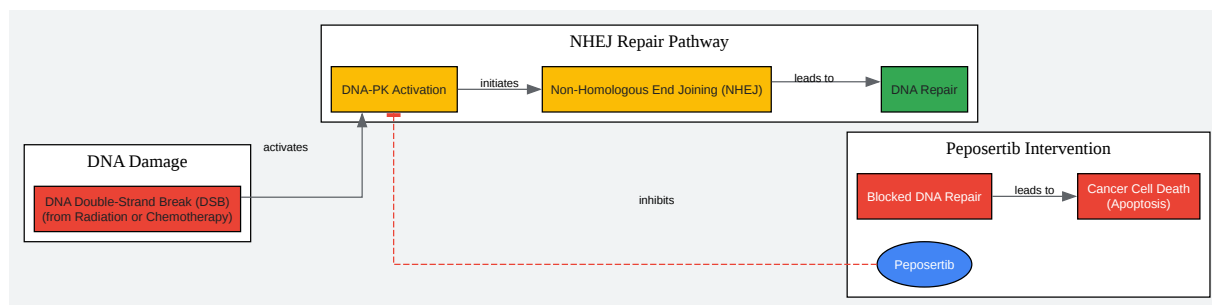 NHEJ Repair Pathway
DNA-PK Activation
initiates
Non-Homologous End Joining (NHEJ)
leads to
DNA Repair
DNA Damage
activates
DNA Double-Strand Break (DSB)
(from Radiation or Chemotherapy)
inhibits
Peposertib Intervention
Blocked DNA Repair
leads to
Cancer Cell Death
(Apoptosis)
Peposertib